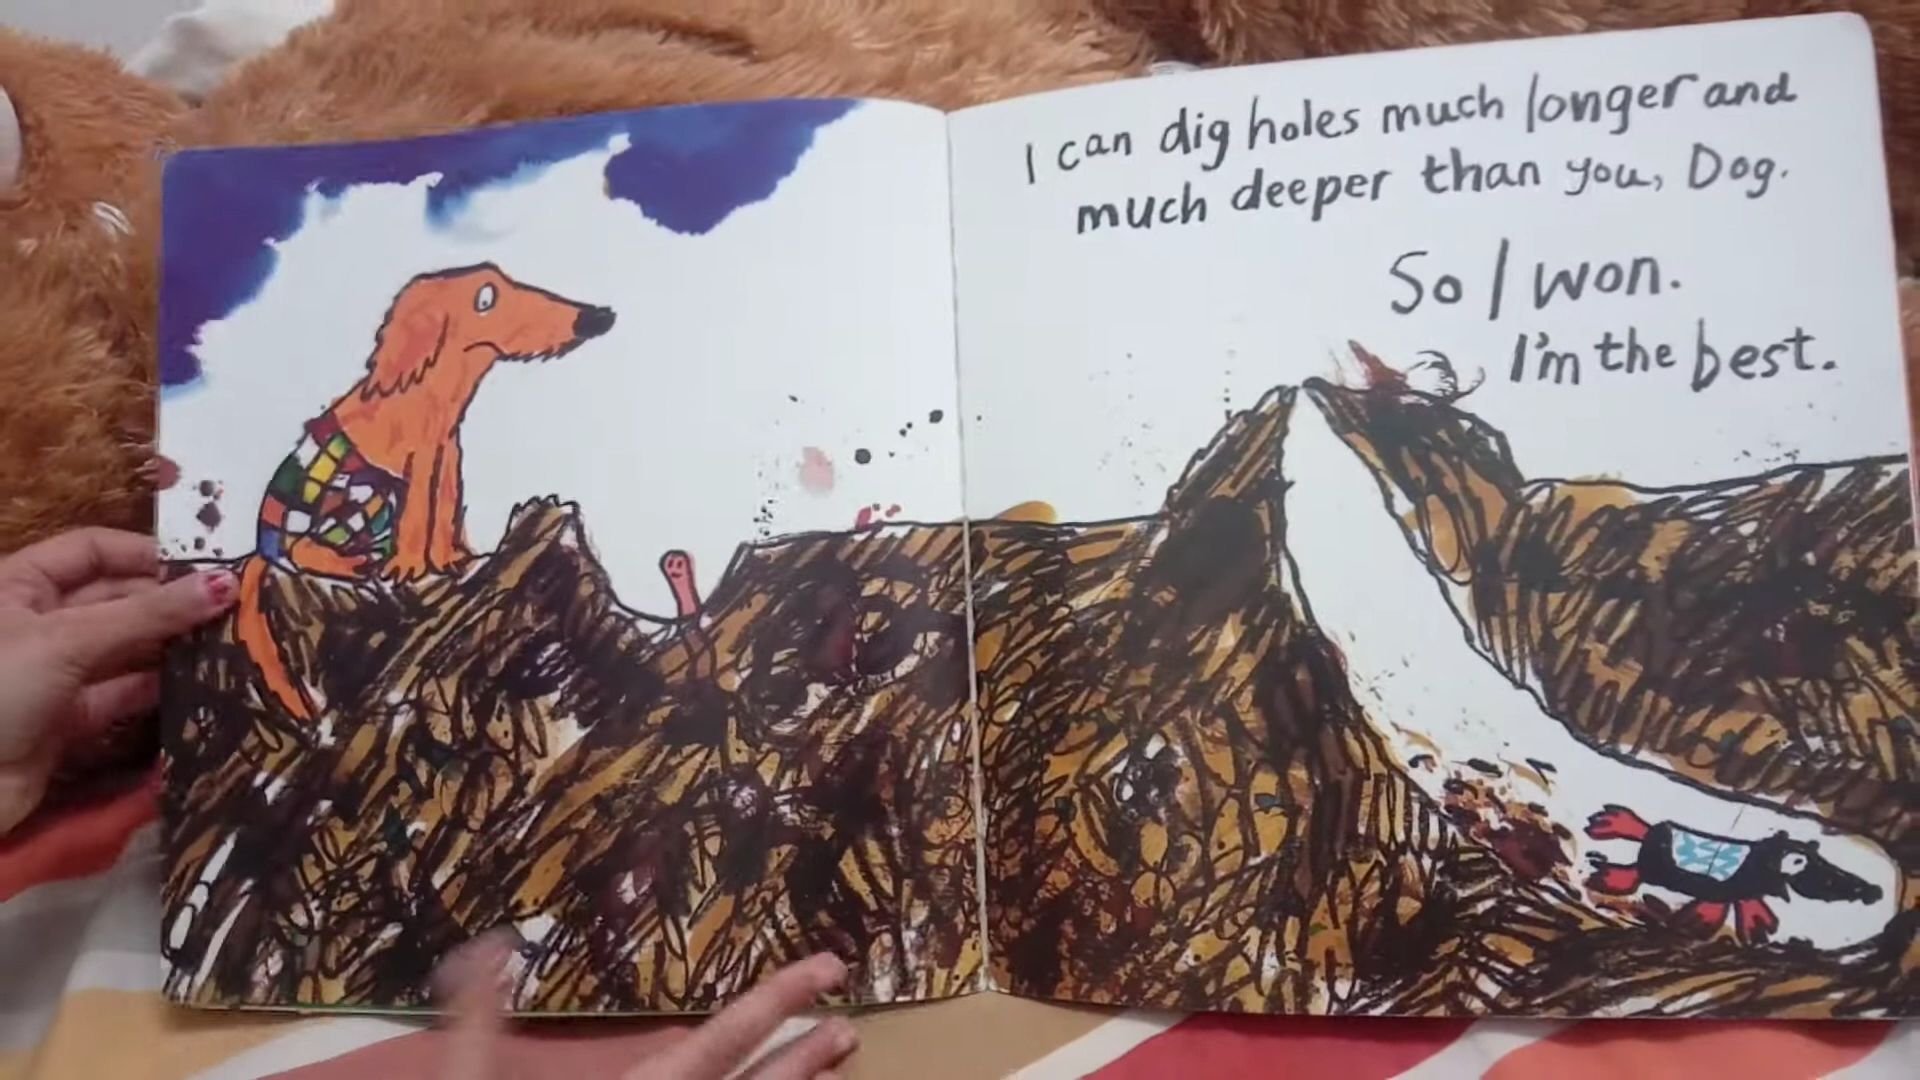 I can dig holes much longer and
much deeper than you, Dog.
So I won.
I'm the best.